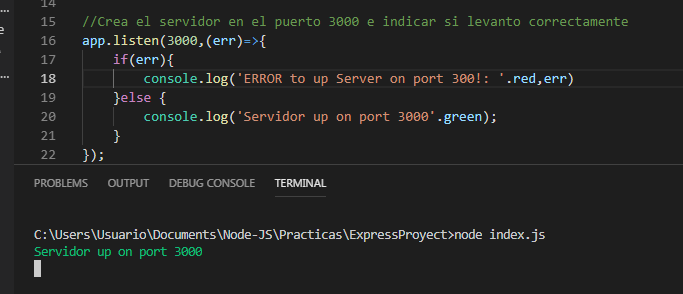 14
15 //Crea el servidor en el puerto 3000 e indicar si levanto correctamente
16 app.listen(3000,(err)=>{
17 if(err){
18 console.log('ERROR to up Server on port 300!: '.red,err)
19 }else {
20 console.log('Servidor up on port 3000'.green);
21 }
22 });
PROBLEMS OUTPUT DEBUG CONSOLE TERMINAL
C:\Users\Usuario\Documents\Node-JS\Practicas\ExpressProyect>node index.js
Servidor up on port 3000